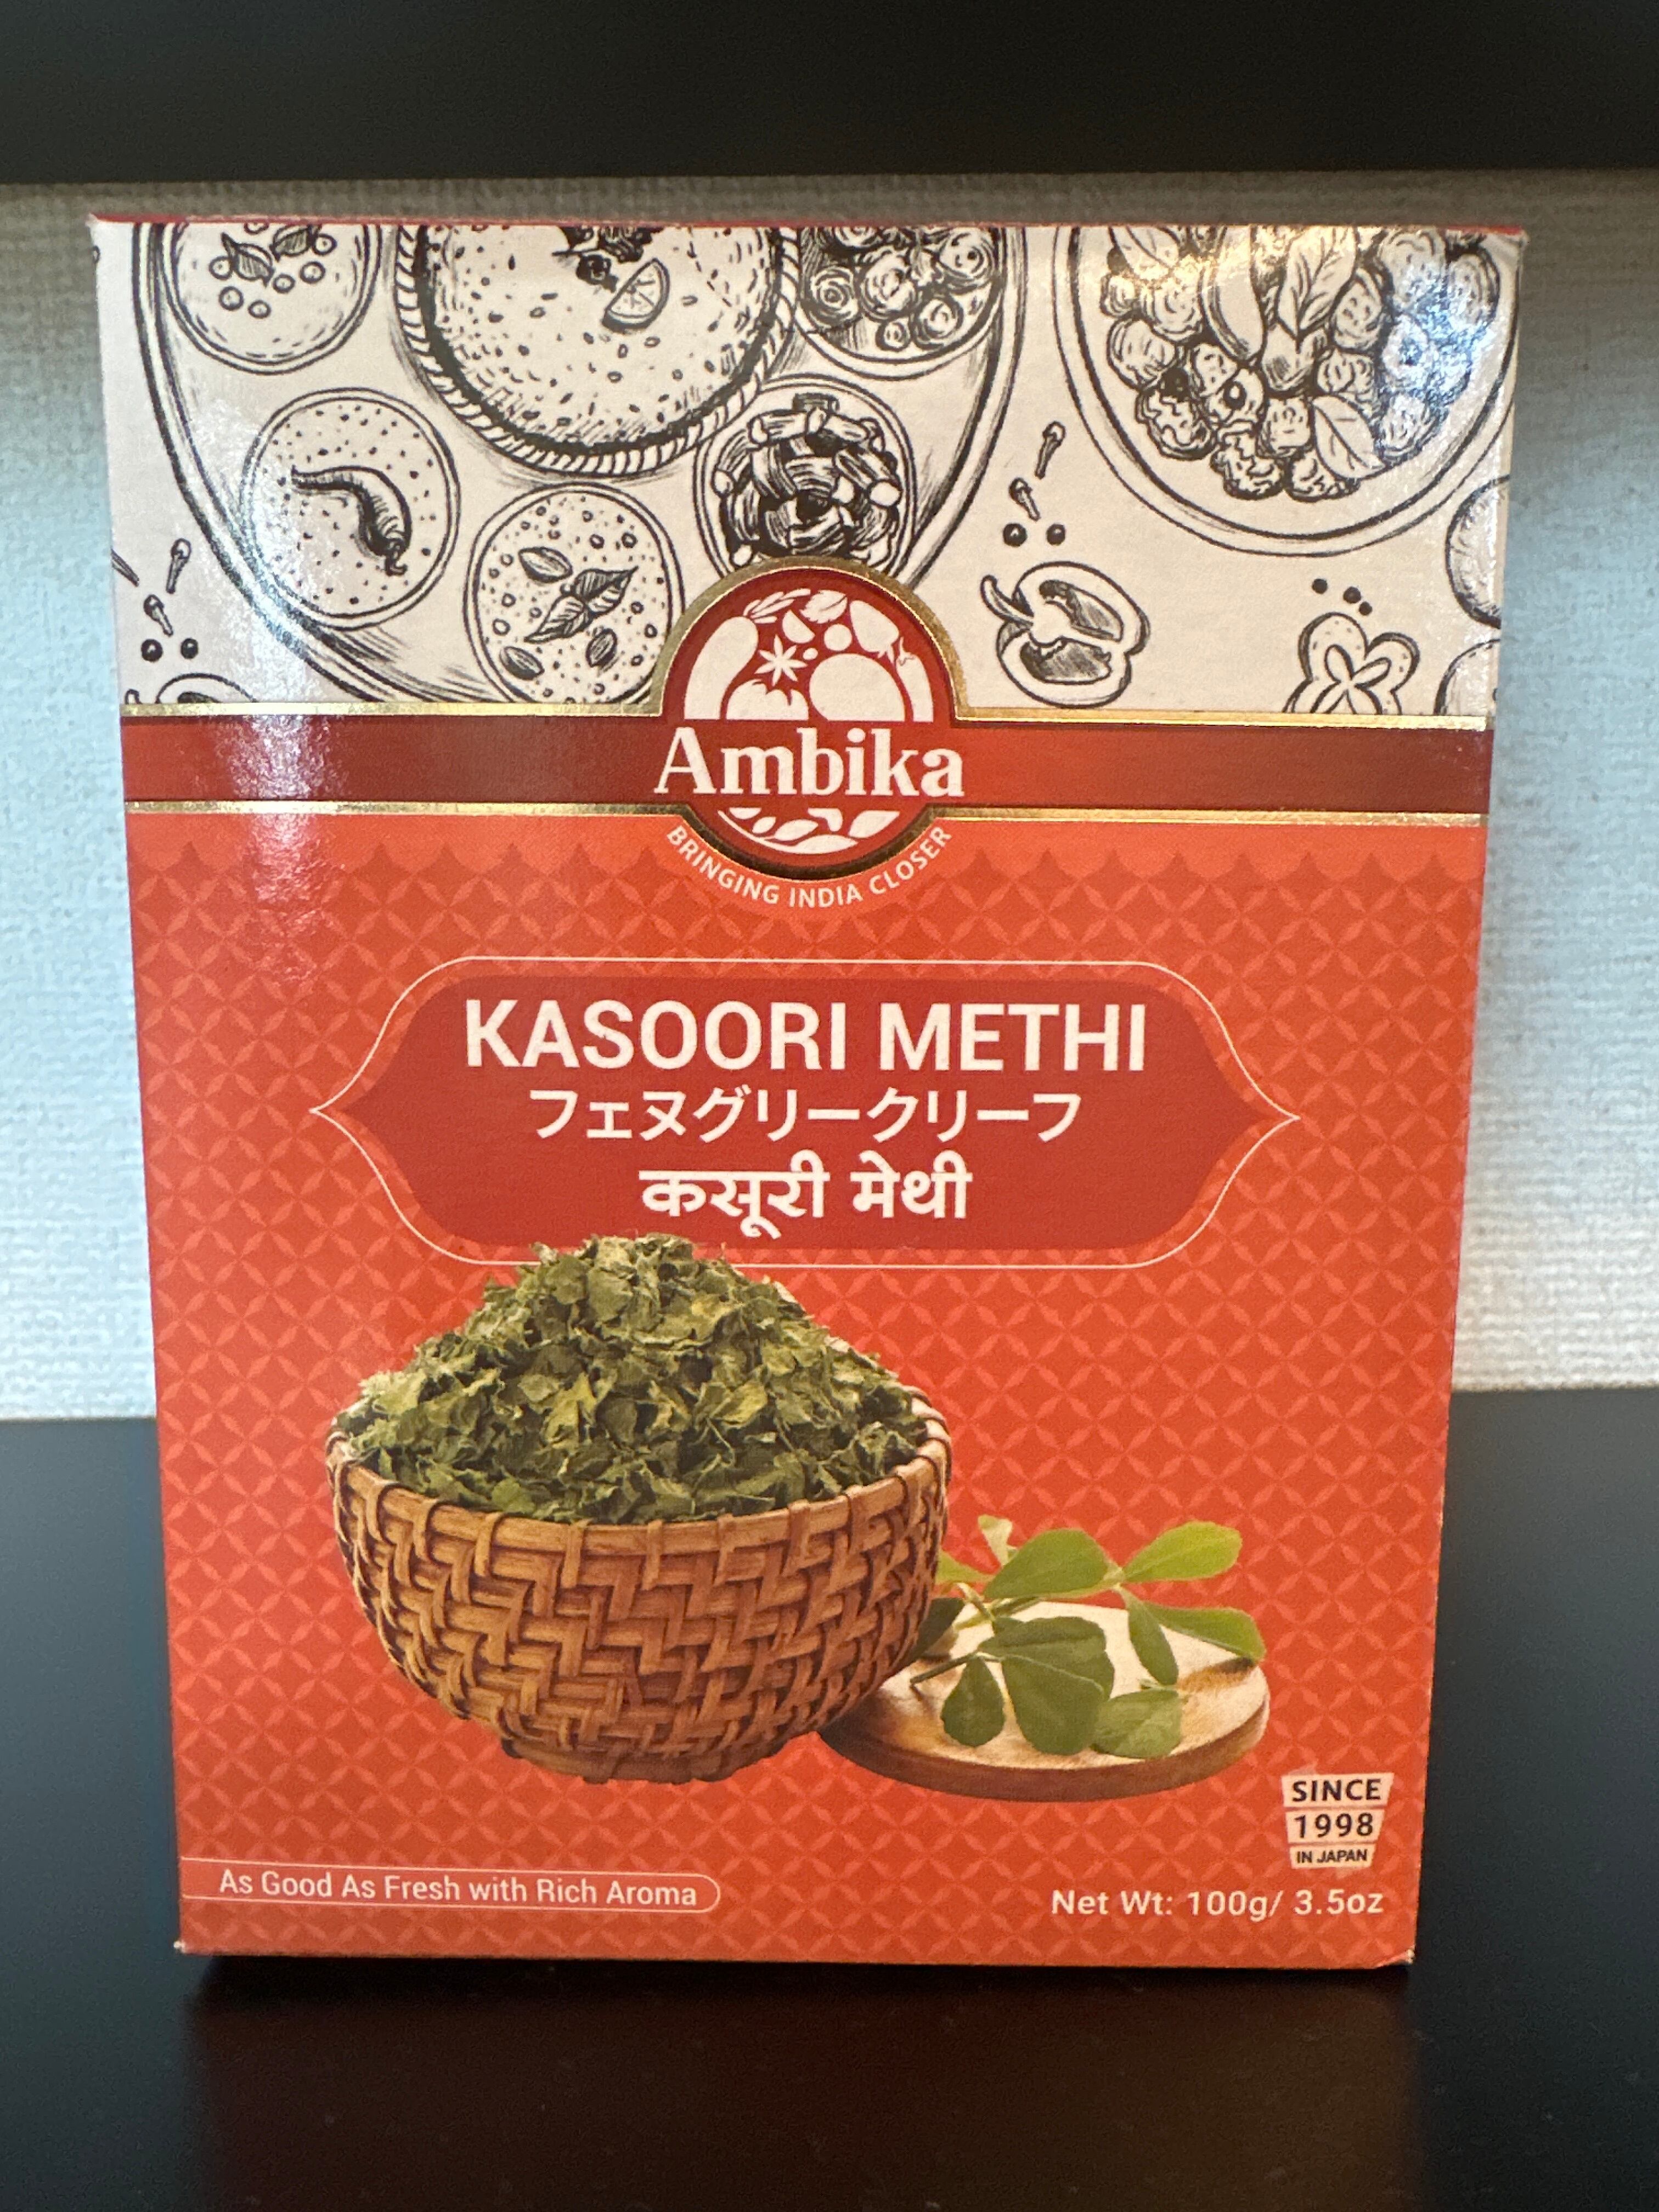 Ambika
BRINGING INDIA CLOSER
KASOORI METHI
フェヌグリークリーフ
कसूरी मेथी
SINCE
1998
IN JAPAN
As Good As Fresh with Rich Aroma
Net Wt: 100g/ 3.5oz